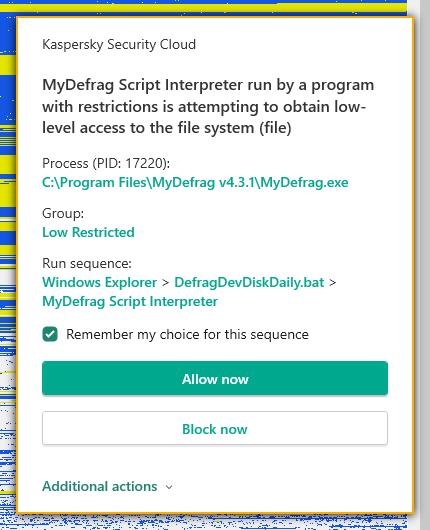 Kaspersky Security Cloud
MyDefrag Script Interpreter run by a program
with restrictions is attempting to obtain low-
level access to the file system (file)
Process (PID: 17220):
C:\Program Files\MyDefrag v4.3.1\MyDefrag.exe
Group:
Low Restricted
Run sequence:
Windows Explorer > DefragDevDiskDaily.bat >
MyDefrag Script Interpreter
Remember my choice for this sequence
Allow now
Block now
Additional actions